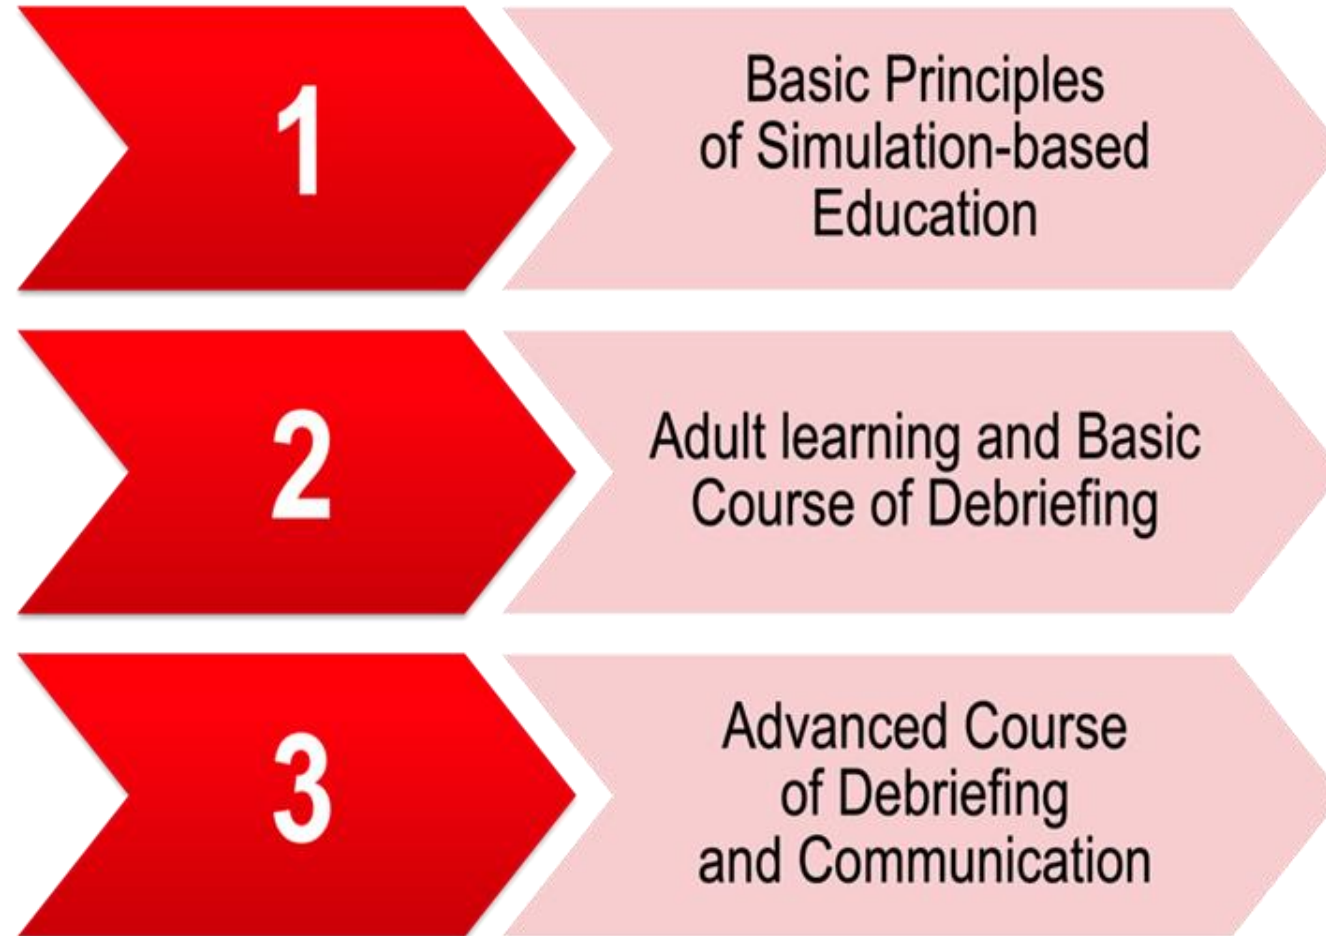 1
Basic Principles
of Simulation-based
Education
2
Adult learning and Basic
Course of Debriefing
3
Advanced Course
of Debriefing
and Communication